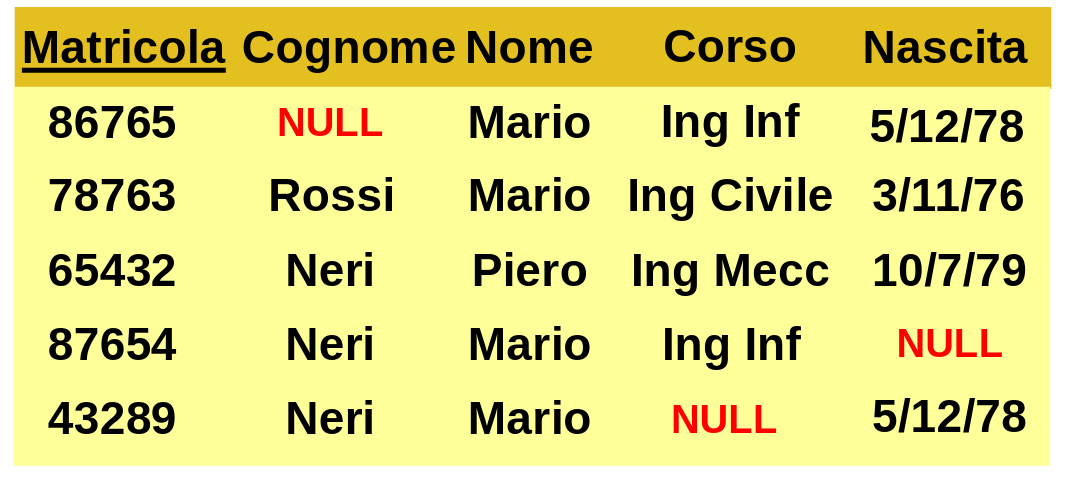 Matricola Cognome Nome Corso Nascita
86765 NULL Mario Ing Inf 5/12/78
78763 Rossi Mario Ing Civile 3/11/76
65432 Neri Piero Ing Mecc 10/7/79
87654 Neri Mario Ing Inf NULL
43289 Neri Mario NULL 5/12/78